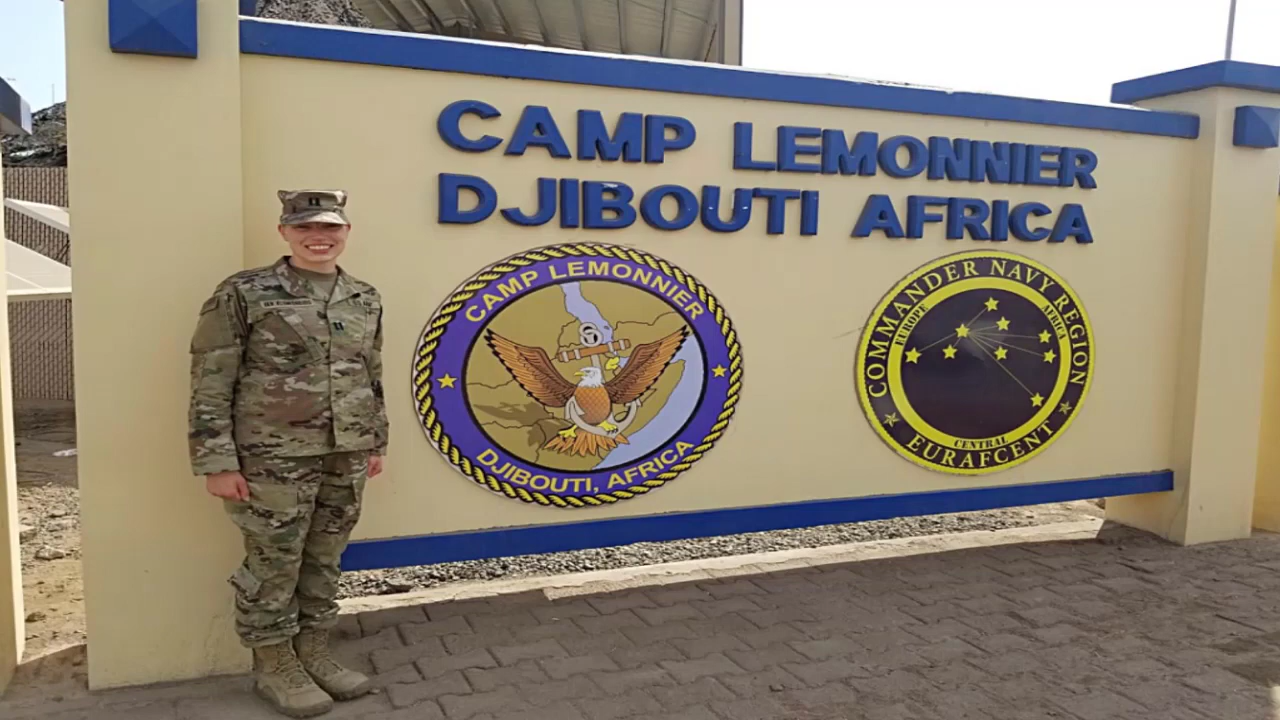 CAMP LEMONNIER
DJIBOUTI AFRICA
CAMP LEMONNIER
DJIBOUTI, AFRICA
COMMANDER NAVY REGION
EUROPE
AFRICA
CENTRAL
EURAFCENT